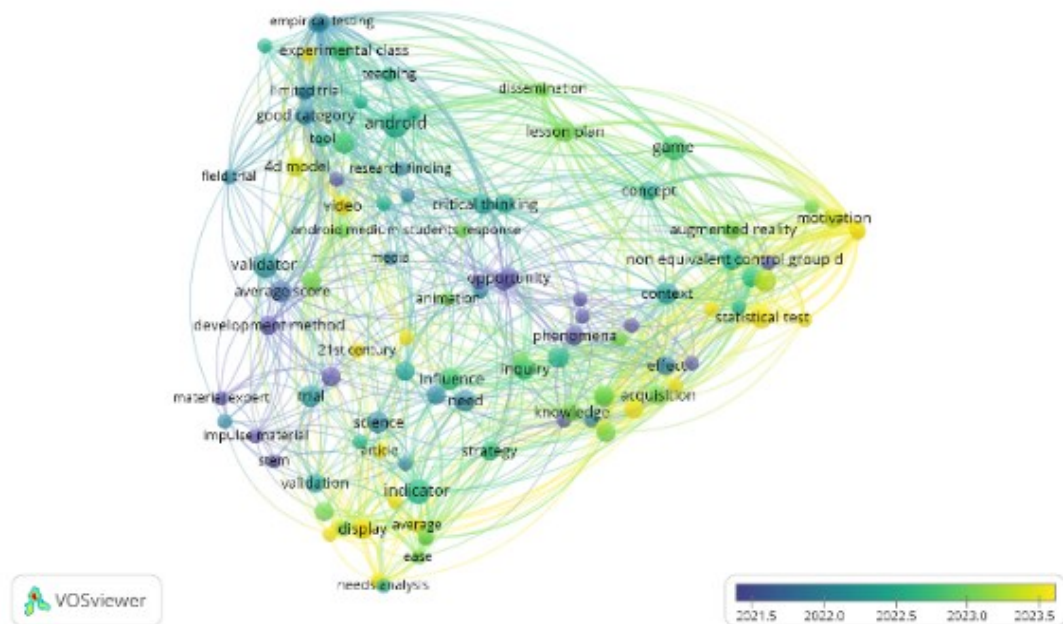 empirical testing
experimental class
teaching
limited trial
good category
android
tool
dissemination
lesson plan
game
4d model
research finding
field trial
video
critical thinking
concept
motivation
android medium
students response
augmented reality
validator
media
opportunity
non equivalent control group d
average score
animation
context
development method
statistical test
phenomena
21st century
inquiry
effect
influence
material expert
trial
need
acquisition
knowledge
science
impulse material
article
strategy
stem
validation
indicator
display
average
ease
needs analysis
VOSviewer
2021.5 2022.0 2022.5 2023.0 2023.5